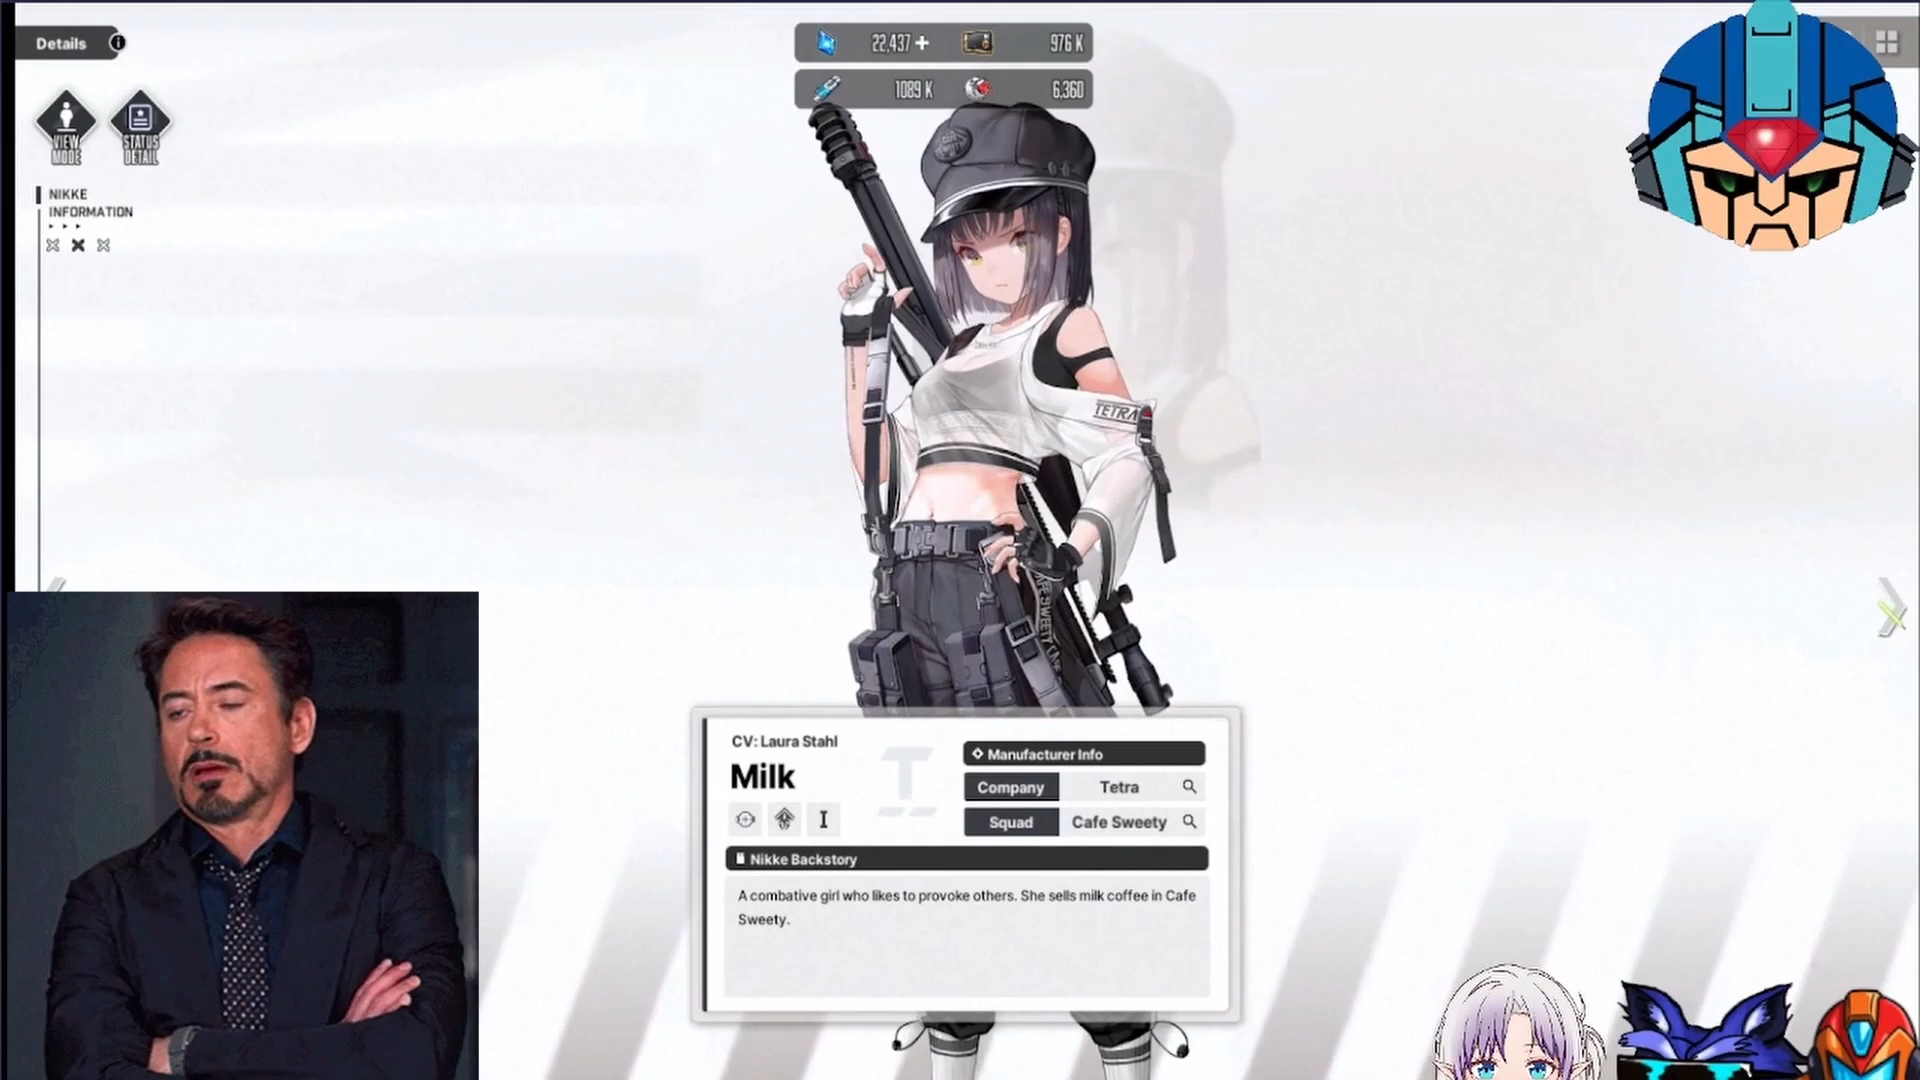 Details
22,437
976 K
1089 K
6,360
VIEW
MODE
STATUS
DETAIL
NIKKE
INFORMATION
TETRA
CV: Laura Stahl
Milk
I
Manufacturer Info
Company Tetra
Squad Cafe Sweety
Nikke Backstory
A combative girl who likes to provoke others. She sells milk coffee in Cafe
Sweety.